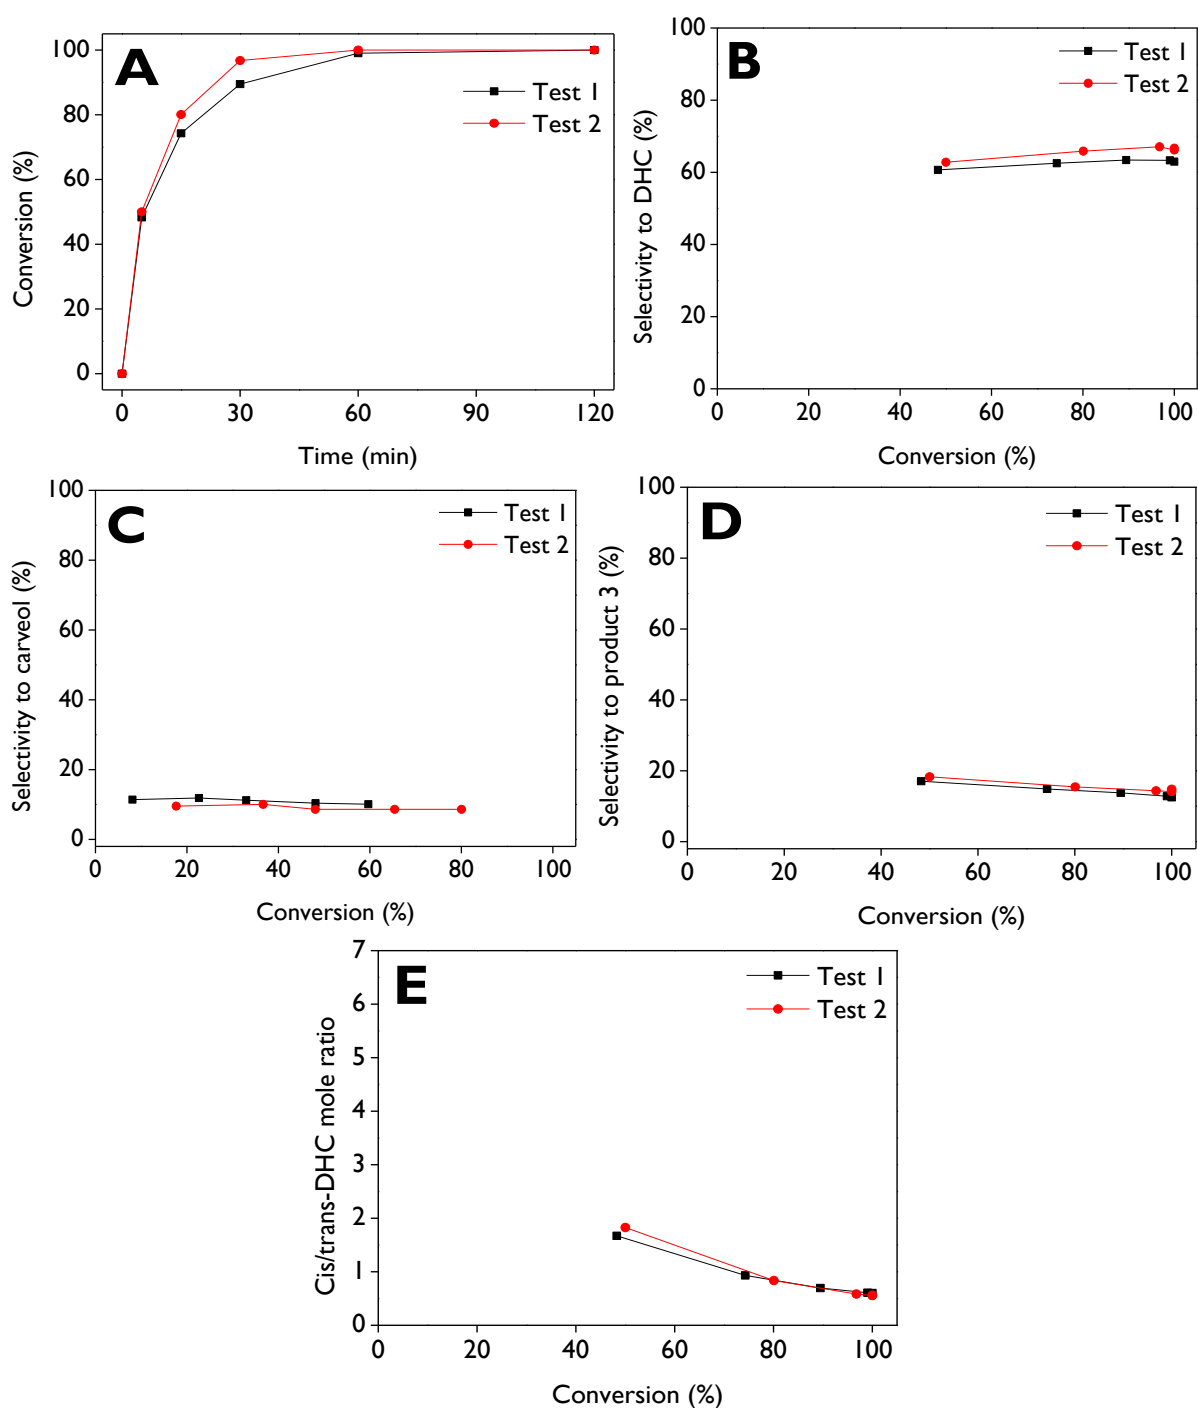 A
Conversion (%)
100
80
60
40
20
0
Test 1
Test 2
0 30 60 90 120
Time (min)
B
Selectivity to DHC (%)
100
80
60
40
20
0
Test 1
Test 2
0 20 40 60 80 100
Conversion (%)
C
Selectivity to carveol (%)
100
80
60
40
20
0
Test 1
Test 2
0 20 40 60 80 100
Conversion (%)
D
Selectivity to product 3 (%)
100
80
60
40
20
0
Test 1
Test 2
0 20 40 60 80 100
Conversion (%)
E
Cis/trans-DHC mole ratio
7
6
5
4
3
2
1
0
Test 1
Test 2
0 20 40 60 80 100
Conversion (%)